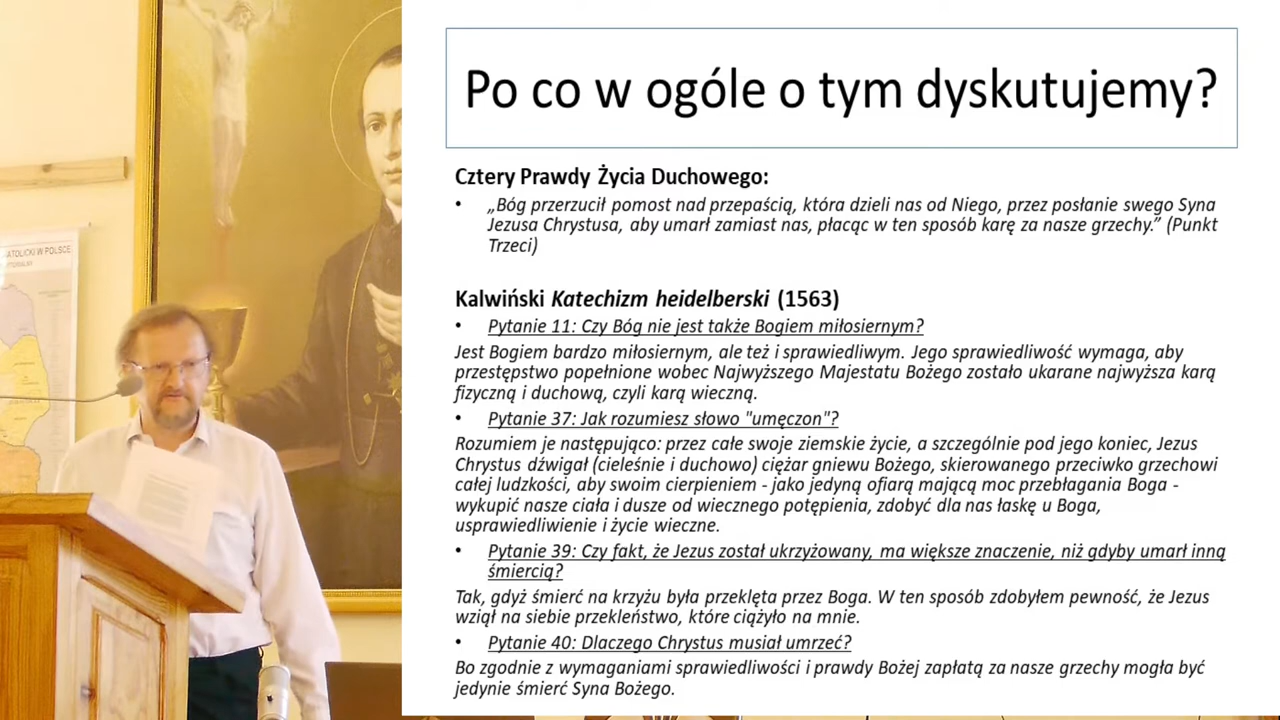 Po co w ogóle o tym dyskutujemy?
Cztery Prawdy Życia Duchowego:
• „Bóg przerzucił pomost nad przepaścią, która dzieli nas od Niego, przez posłanie swego Syna
Jezusa Chrystusa, aby umarł zamiast nas, płacąc w ten sposób karę za nasze grzechy.” (Punkt
Trzeci)
Kalwiński Katechizm heidelberski (1563)
• Pytanie 11: Czy Bóg nie jest także Bogiem miłosiernym?
Jest Bogiem bardzo miłosiernym, ale też i sprawiedliwym. Jego sprawiedliwość wymaga, aby
przestępstwo popełnione wobec Najwyższego Majestatu Bożego zostało ukarane najwyższa karą
fizyczną i duchową, czyli karą wieczną.
• Pytanie 37: Jak rozumiesz słowo "umęczon"?
Rozumiem je następująco: przez całe swoje ziemskie życie, a szczególnie pod jego koniec, Jezus
Chrystus dźwigał (cieleśnie i duchowo) ciężar gniewu Bożego, skierowanego przeciwko grzechowi
całej ludzkości, aby swoim cierpieniem - jako jedyną ofiarą mającą moc przebłagania Boga -
wykupić nasze ciała i dusze od wiecznego potępienia, zdobyć dla nas łaskę u Boga,
usprawiedliwienie i życie wieczne.
• Pytanie 39: Czy fakt, że Jezus został ukrzyżowany, ma większe znaczenie, niż gdyby umarł inną
śmiercią?
Tak, gdyż śmierć na krzyżu była przeklęta przez Boga. W ten sposób zdobyłem pewność, że Jezus
wziął na siebie przekleństwo, które ciążyło na mnie.
• Pytanie 40: Dlaczego Chrystus musiał umrzeć?
Bo zgodnie z wymaganiami sprawiedliwości i prawdy Bożej zapłatą za nasze grzechy mogła być
jedynie śmierć Syna Bożego.
ATOLICKI W POLSCE